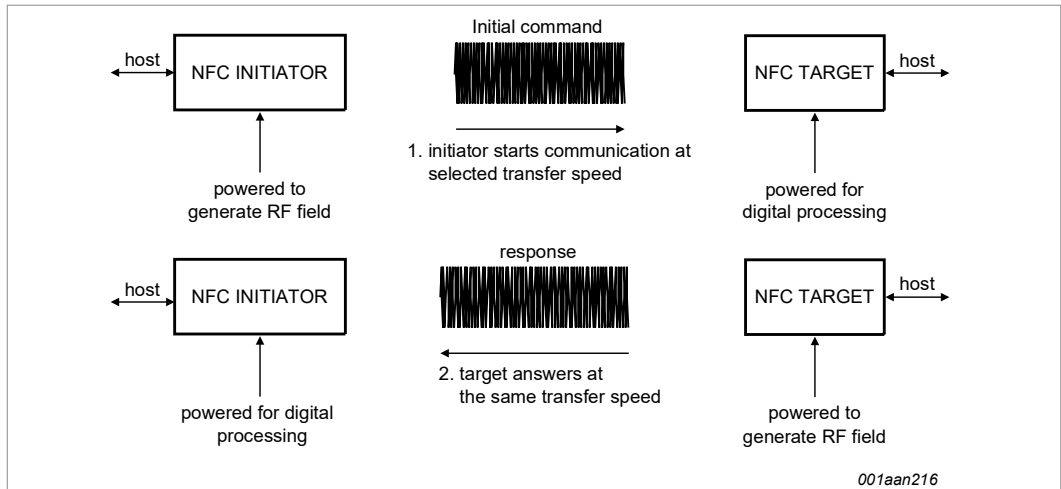 Initial command
host
NFC INITIATOR
NFC TARGET
host
1. initiator starts communication at
selected transfer speed
powered to
generate RF field
powered for
digital processing
response
host
NFC INITIATOR
NFC TARGET
host
2. target answers at
the same transfer speed
powered for digital
processing
powered to
generate RF field
001aan216